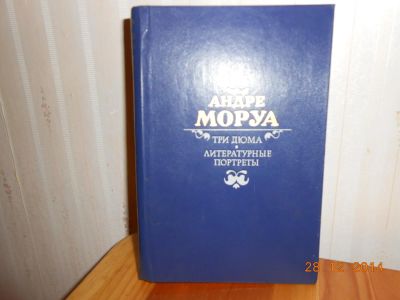 АНДРЕ
МОРУА
ТРИ ДЮМА
ЛИТЕРАТУРНЫЕ
ПОРТРЕТЫ
28/12/2014